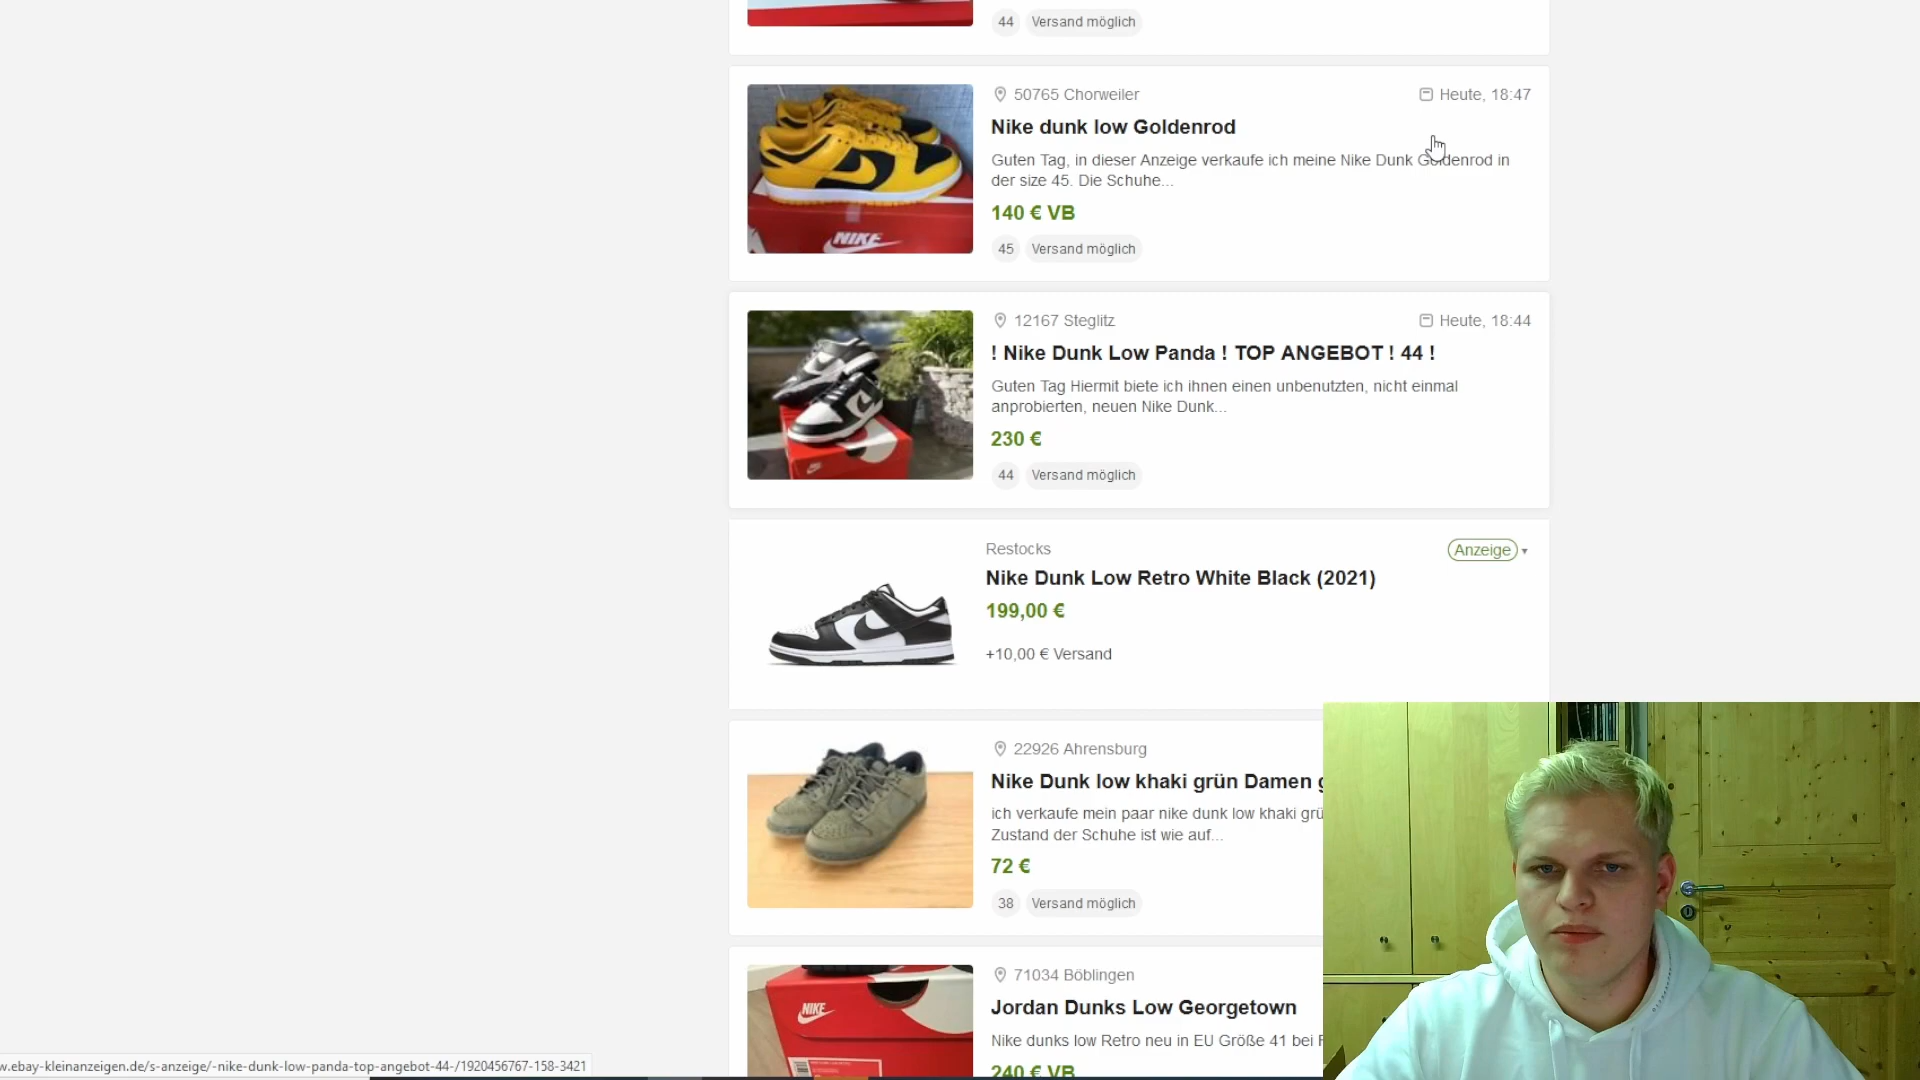 44 Versand möglich
50765 Chorweiler
Heute, 18:47
Nike dunk low Goldenrod
Guten Tag, in dieser Anzeige verkaufe ich meine Nike Dunk Goldenrod in
der size 45. Die Schuhe...
140 € VB
45 Versand möglich
NIKE
12167 Steglitz
Heute, 18:44
! Nike Dunk Low Panda ! TOP ANGEBOT ! 44 !
Guten Tag Hiermit biete ich ihnen einen unbenutzten, nicht einmal
anprobierten, neuen Nike Dunk...
230 €
44 Versand möglich
Restocks
Anzeige
Nike Dunk Low Retro White Black (2021)
199,00 €
+10,00 € Versand
22926 Ahrensburg
Nike Dunk low khaki grün Damen
ich verkaufe mein paar nike dunk low khaki grü
Zustand der Schuhe ist wie auf...
72 €
38 Versand möglich
71034 Böblingen
NIKE
Jordan Dunks Low Georgetown
Nike dunks low Retro neu in EU Größe 41 bei
240 € VB
w.ebay-kleinanzeigen.de/s-anzeige/-nike-dunk-low-panda-top-angebot-44-/1920456767-158-3421